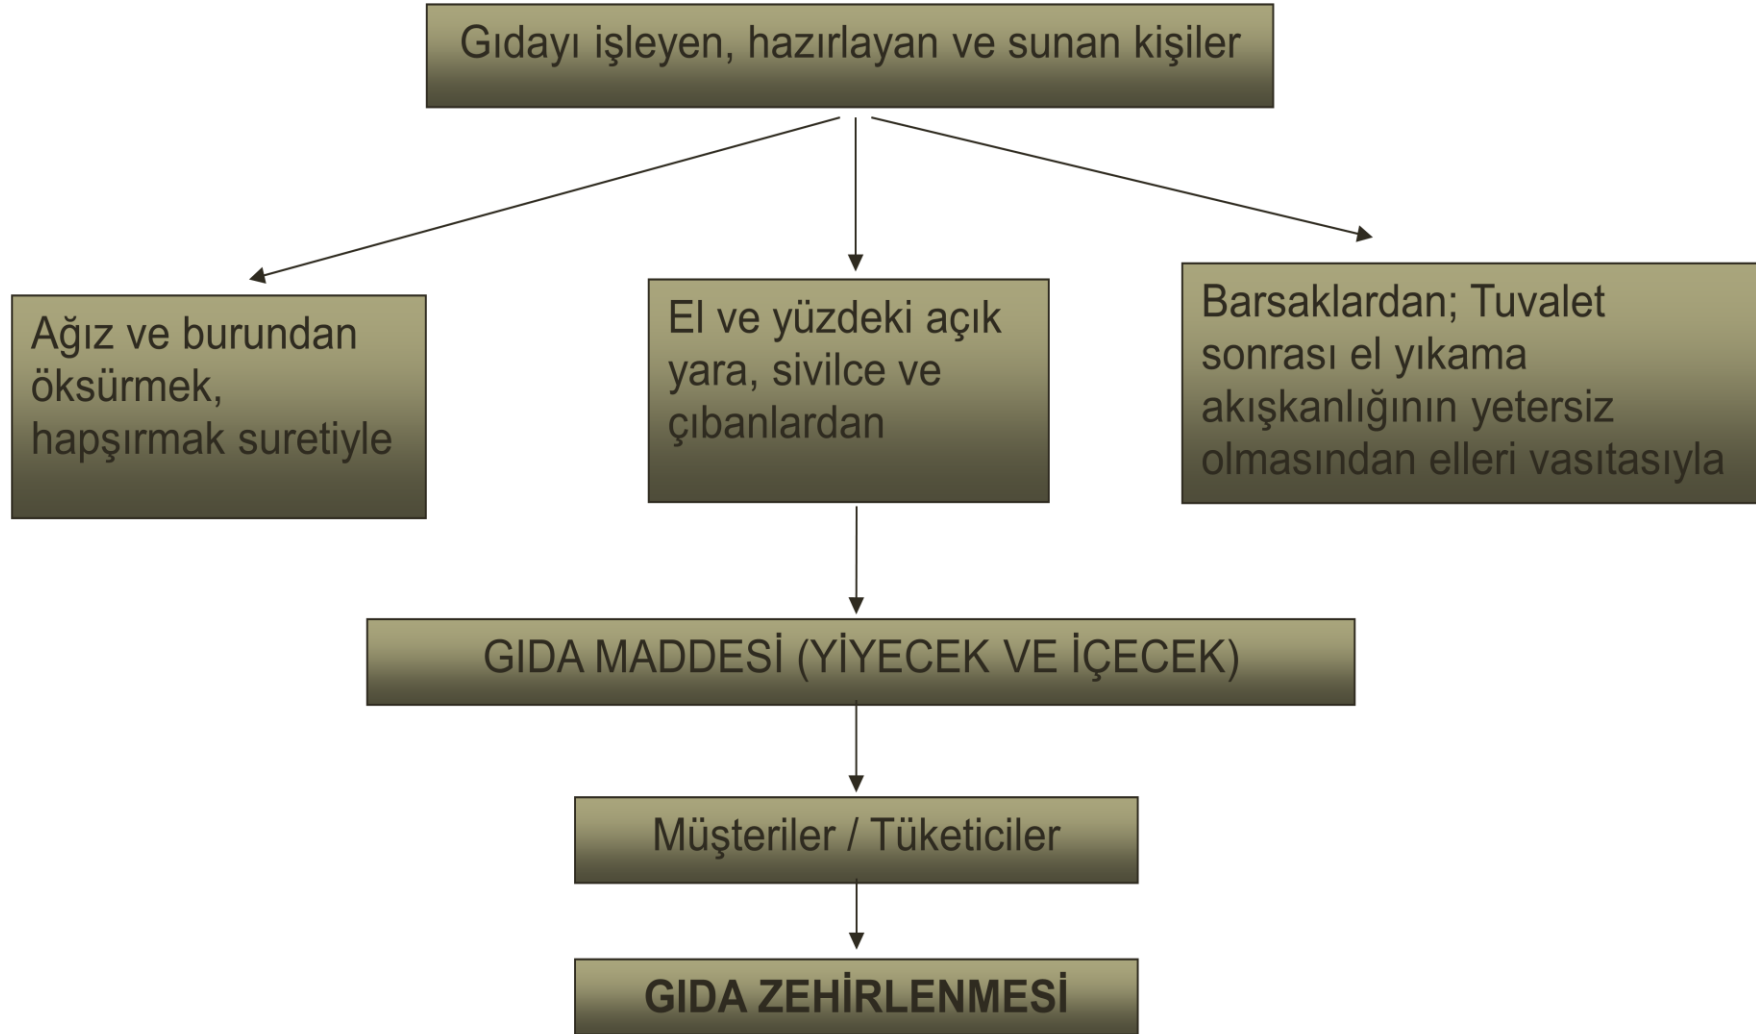 Gıdayı işleyen, hazırlayan ve sunan kişiler
Ağız ve burundan
öksürmek,
hapşırmak suretiyle
El ve yüzdeki açık
yara, sivilce ve
çıbanlardan
Barsaklardan; Tuvalet
sonrası el yıkama
akışkanlığının yetersiz
olmasından elleri vasıtasıyla
GIDA MADDESİ (YİYECEK VE İÇECEK)
Müşteriler / Tüketiciler
GIDA ZEHİRLENMESİ